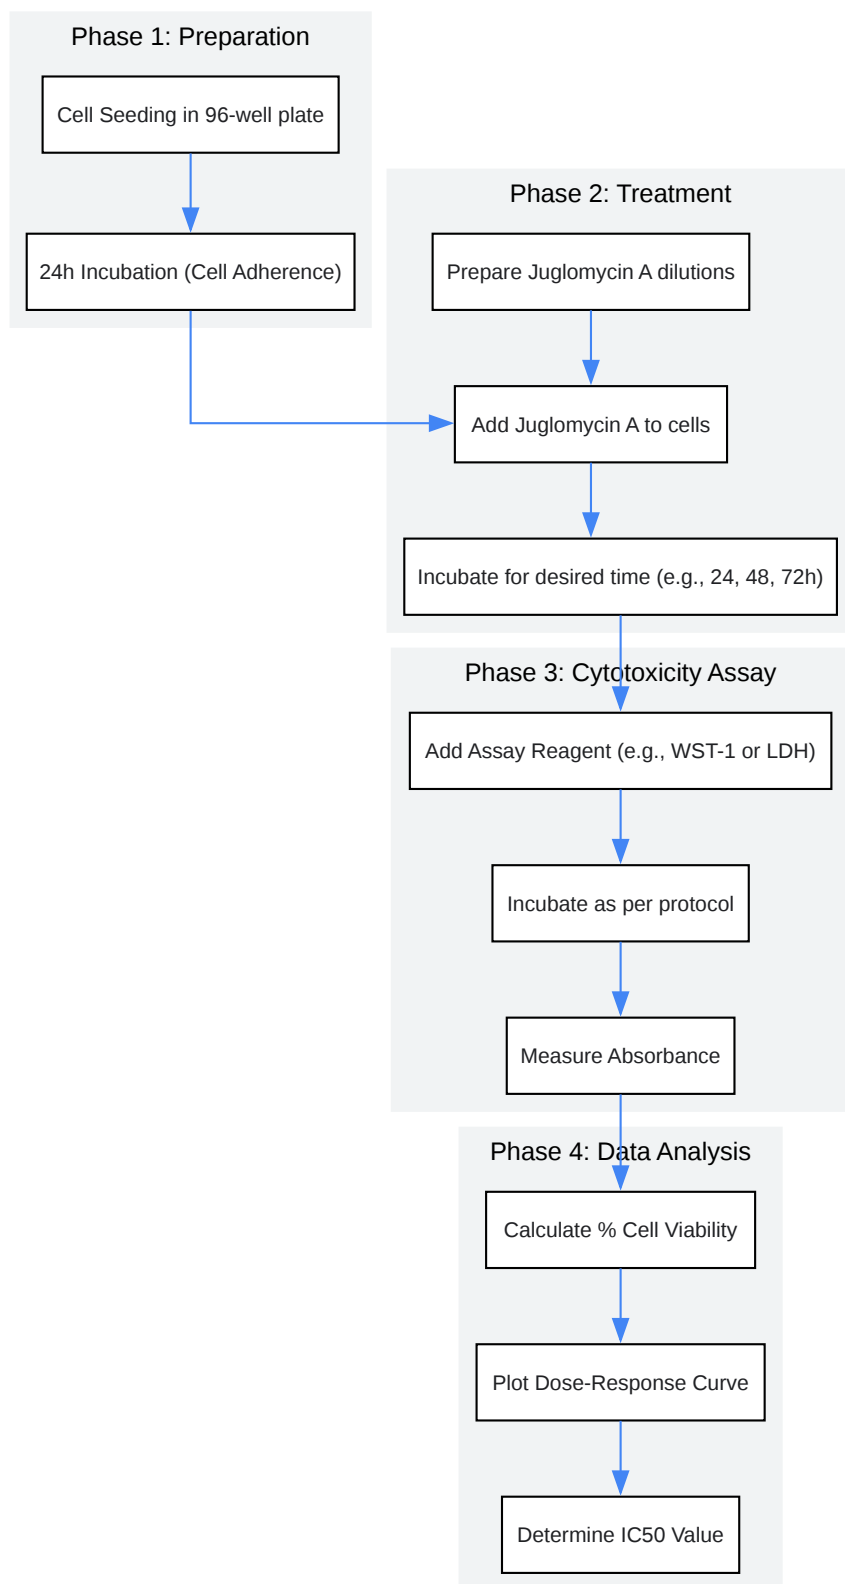 Phase 1: Preparation
Cell Seeding in 96-well plate
24h Incubation (Cell Adherence)
Phase 2: Treatment
Prepare Juglomycin A dilutions
Add Juglomycin A to cells
Incubate for desired time (e.g., 24, 48, 72h)
Phase 3: Cytotoxicity Assay
Add Assay Reagent (e.g., WST-1 or LDH)
Incubate as per protocol
Measure Absorbance
Phase 4: Data Analysis
Calculate % Cell Viability
Plot Dose-Response Curve
Determine IC50 Value